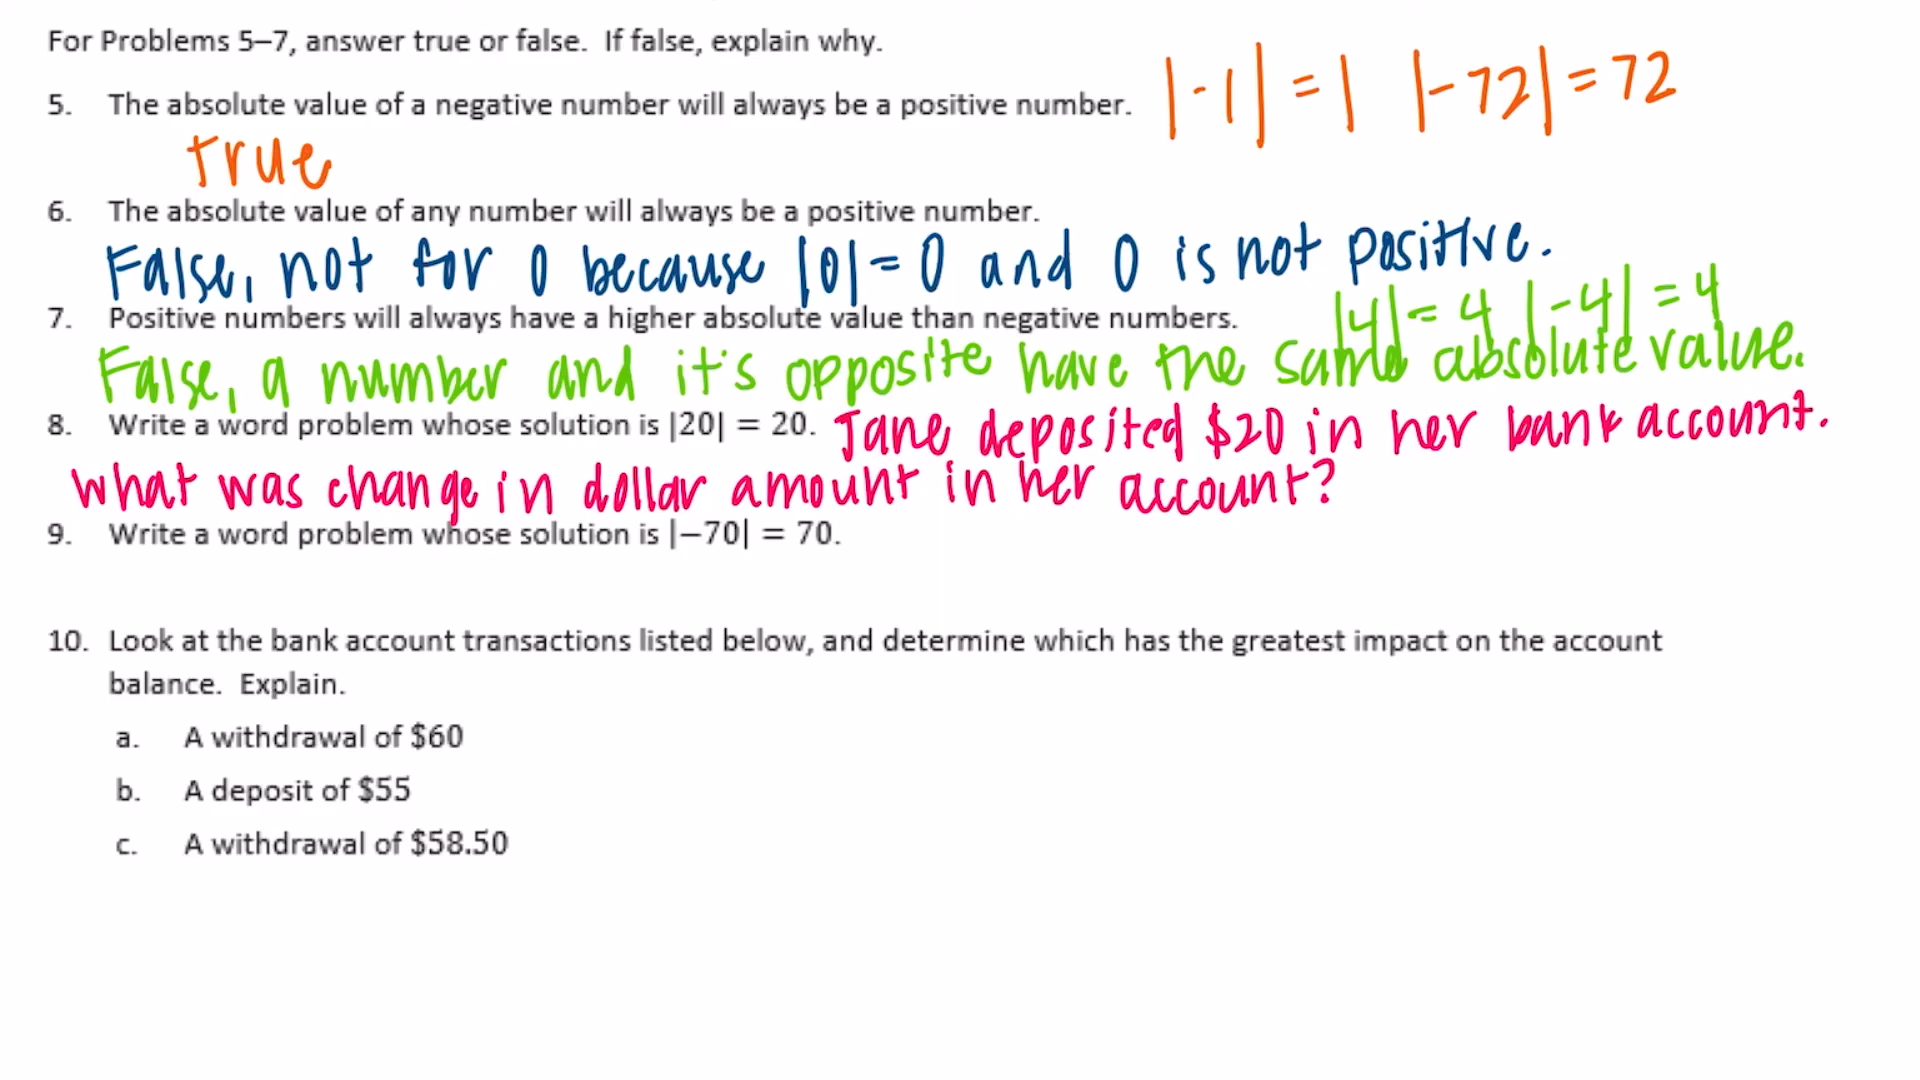 For Problems 5–7, answer true or false. If false, explain why.
5. The absolute value of a negative number will always be a positive number. |-1| = 1 |-72| = 72
true
6. The absolute value of any number will always be a positive number.
False, not for 0 because |0| = 0 and 0 is not positive.
7. Positive numbers will always have a higher absolute value than negative numbers. |4| = 4 |-4| = 4
False, a number and it's opposite have the same absolute value.
8. Write a word problem whose solution is |20| = 20. Jane deposited $20 in her bank account.
What was change in dollar amount in her account?
9. Write a word problem whose solution is |−70| = 70.
10. Look at the bank account transactions listed below, and determine which has the greatest impact on the account
balance. Explain.
a. A withdrawal of $60
b. A deposit of $55
c. A withdrawal of $58.50